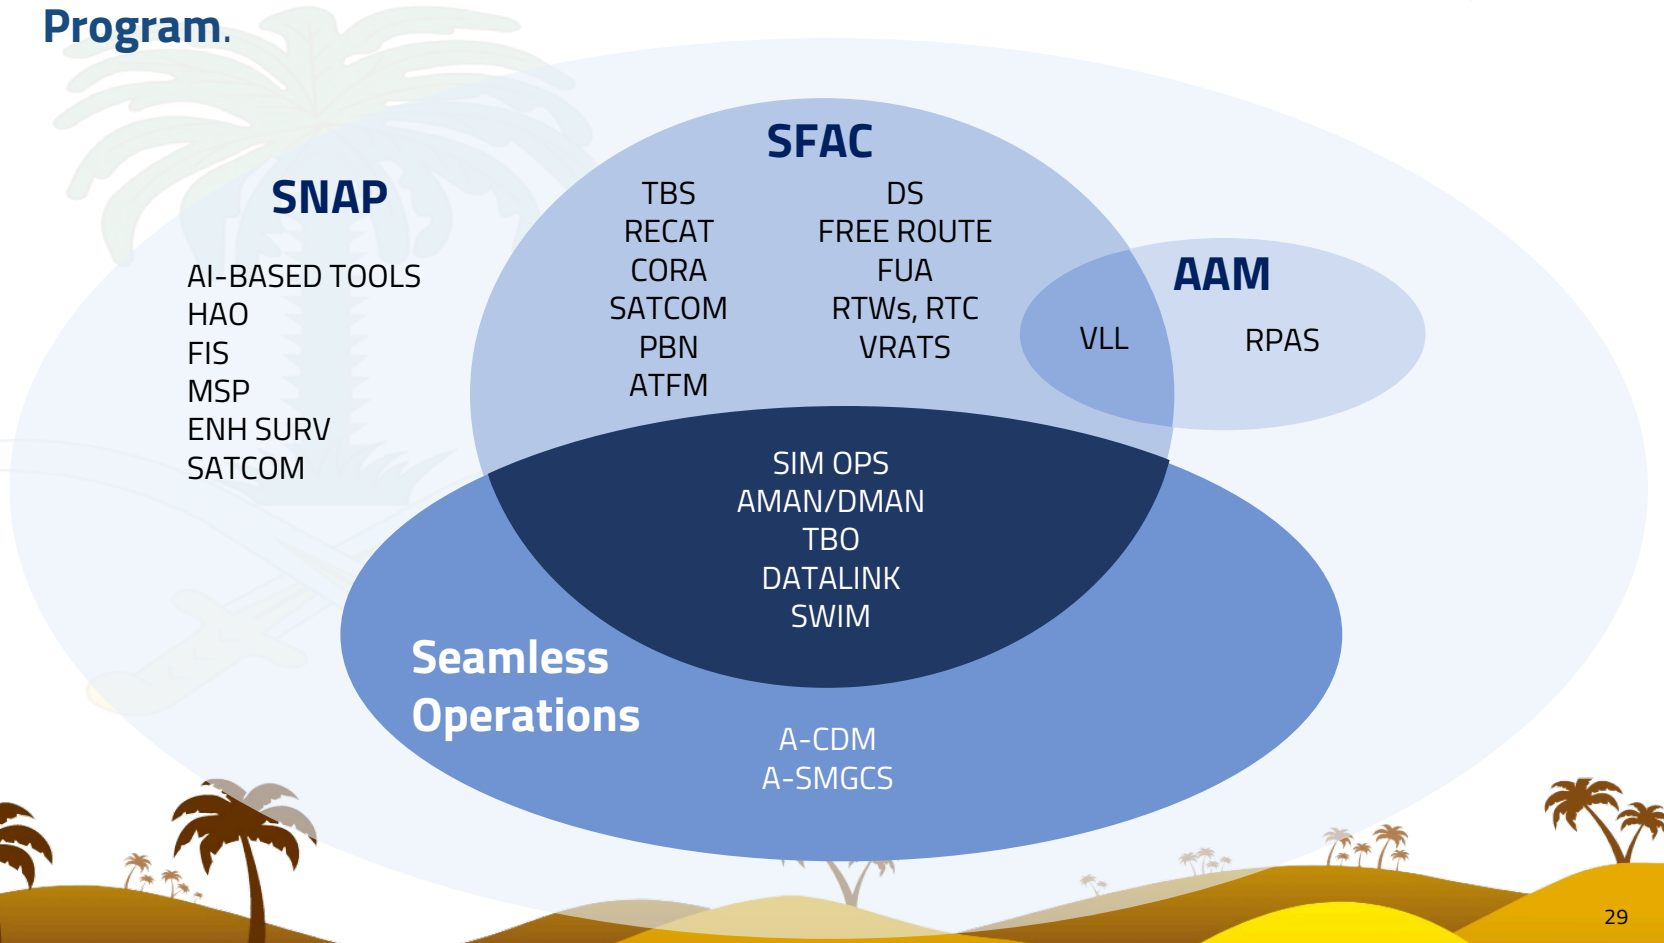 Program.
SNAP
AI-BASED TOOLS
HAO
FIS
MSP
ENH SURV
SATCOM
SFAC
TBS
RECAT
CORA
SATCOM
PBN
ATFM
DS
FREE ROUTE
FUA
RTWs, RTC
VRATS
AAM
VLL
RPAS
SIM OPS
AMAN/DMAN
TBO
DATALINK
SWIM
Seamless
Operations
A-CDM
A-SMGCS
29